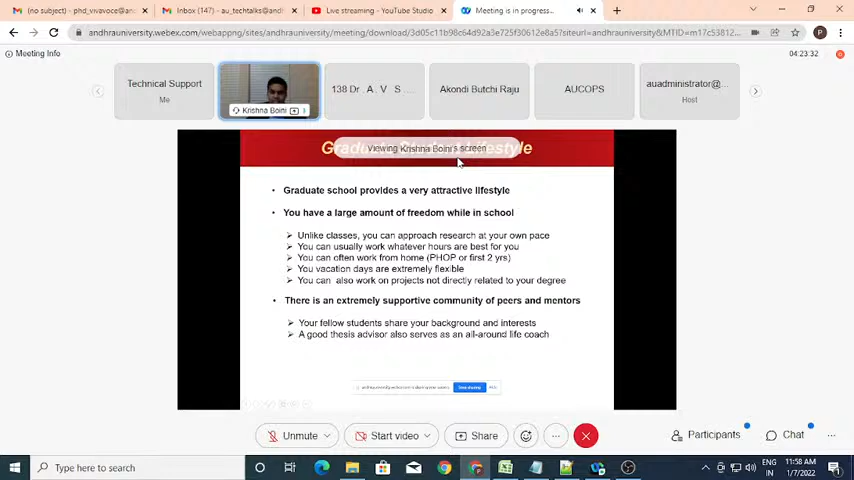 (no subject) - phd_vivavoce@an
Inbox (147) - au_techtalks@andh
Live streaming - YouTube Studio
Meeting is in progress...
andhrauniversity.webex.com/webappng/sites/andhrauniversity/meeting/download/3d05c11b98c64d92a3e725f30612e8a5?siteurl=andhrauniversity&MTID=m17c53812...
Meeting Info
04:23:32
Technical Support
Me
Krishna Boini
138 Dr . A . V S ...
Akondi Butchi Raju
AUCOPS
auadministrator@...
Host
Viewing Krishna Boini's screen
Graduate Student Lifestyle
• Graduate school provides a very attractive lifestyle
• You have a large amount of freedom while in school
➢ Unlike classes, you can approach research at your own pace
➢ You can usually work whatever hours are best for you
➢ You can often work from home (PHOP or first 2 yrs)
➢ You vacation days are extremely flexible
➢ You can also work on projects not directly related to your degree
• There is an extremely supportive community of peers and mentors
➢ Your fellow students share your background and interests
➢ A good thesis advisor also serves as an all-around life coach
Stop sharing
Hide
Unmute
Start video
Share
Participants
Chat
Type here to search
ENG
IN
11:58 AM
1/7/2022